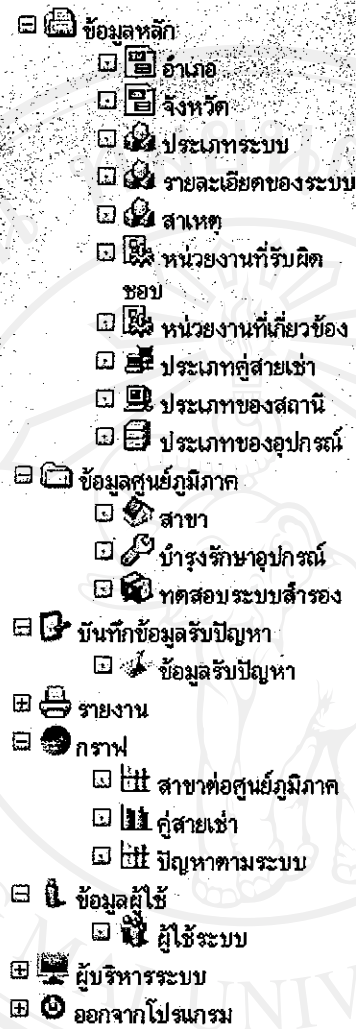 ข้อมูลหลัก
อำเภอ
จังหวัด
ประเภทระบบ
รายละเอียดของระบบ
สาเหตุ
หน่วยงานที่รับผิด
ชอบ
หน่วยงานที่เกี่ยวข้อง
ประเภทคู่สายเช่า
ประเภทของสถานี
ประเภทของอุปกรณ์
ข้อมูลศูนย์ภูมิภาค
สาขา
บำรุงรักษาอุปกรณ์
ทดสอบระบบสำรอง
บันทึกข้อมูลรับปัญหา
ข้อมูลรับปัญหา
รายงาน
กราฟ
สาขาต่อศูนย์ภูมิภาค
คู่สายเช่า
ปัญหาตามระบบ
ข้อมูลผู้ใช้
ผู้ใช้ระบบ
ผู้บริหารระบบ
ออกจากโปรแกรม